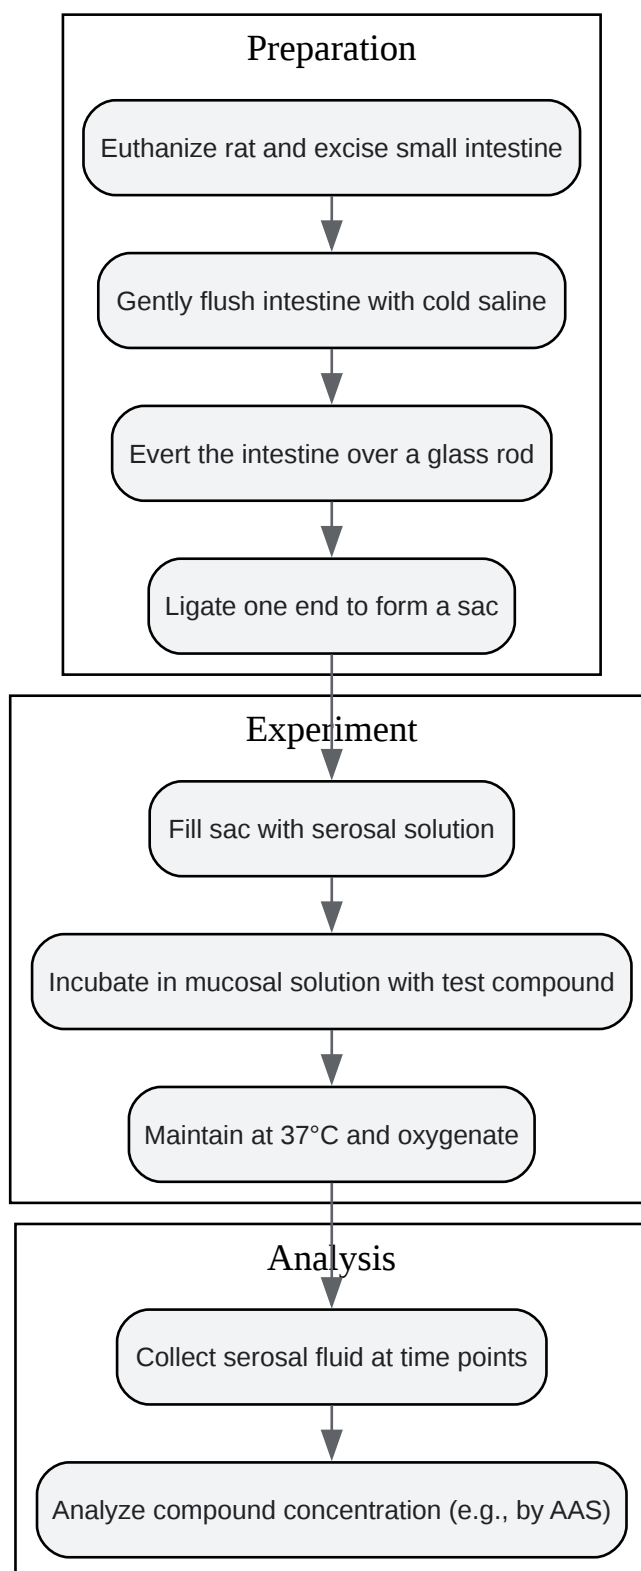 Preparation
Euthanize rat and excise small intestine
Gently flush intestine with cold saline
Evert the intestine over a glass rod
Ligate one end to form a sac
Experiment
Fill sac with serosal solution
Incubate in mucosal solution with test compound
Maintain at 37°C and oxygenate
Analysis
Collect serosal fluid at time points
Analyze compound concentration (e.g., by AAS)